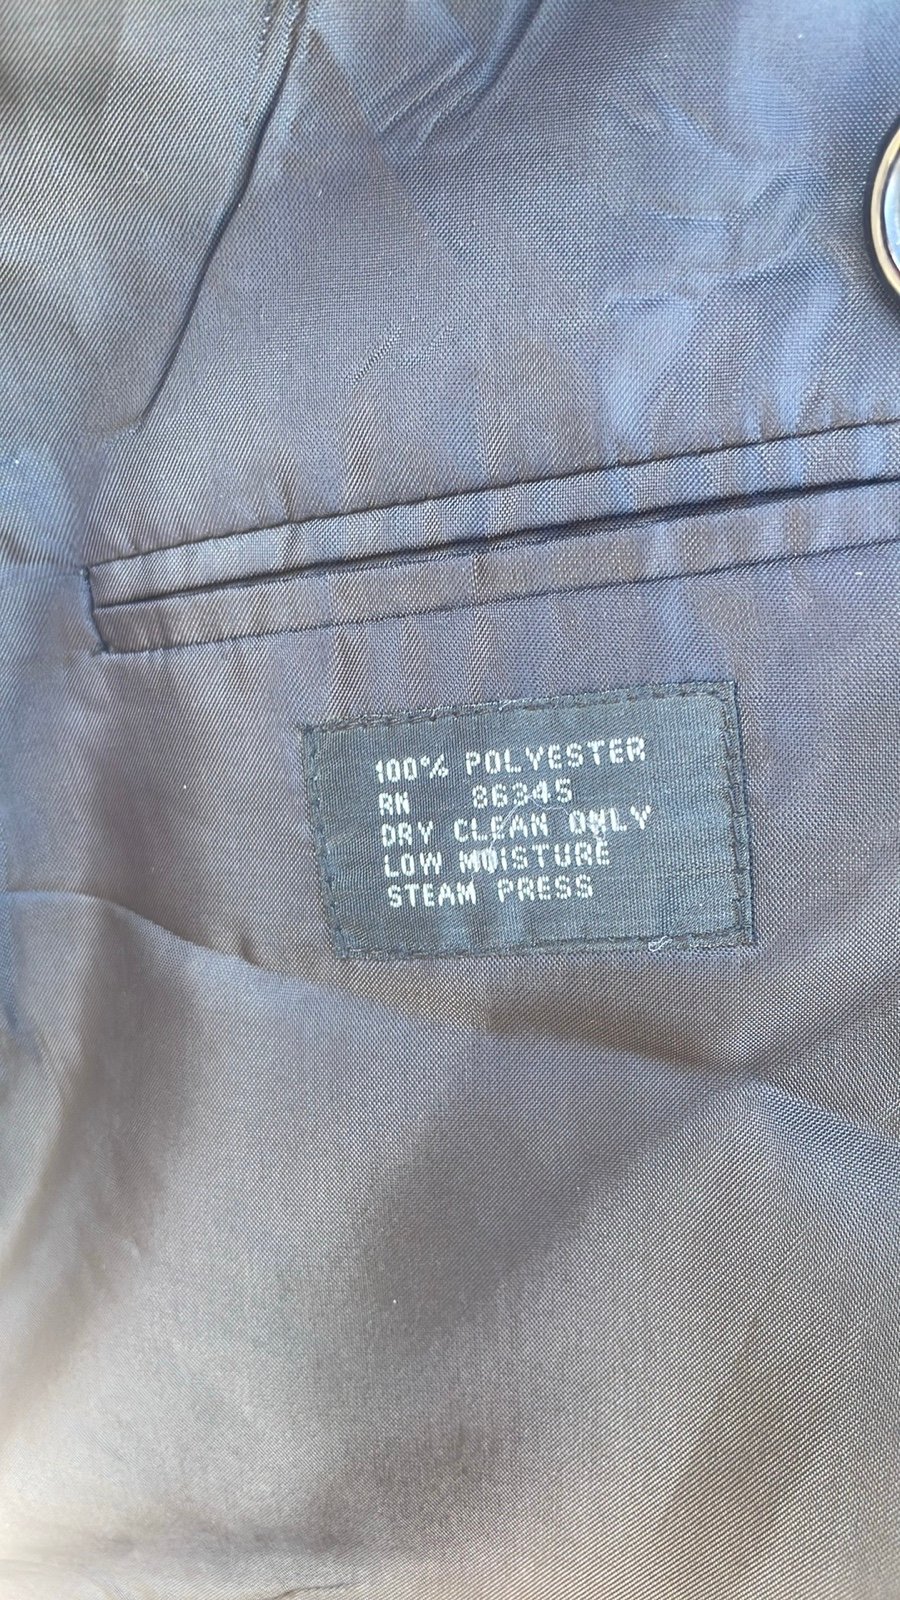 100% POLYESTER
RN 86345
DRY CLEAN ONLY
LOW MOISTURE
STEAM PRESS